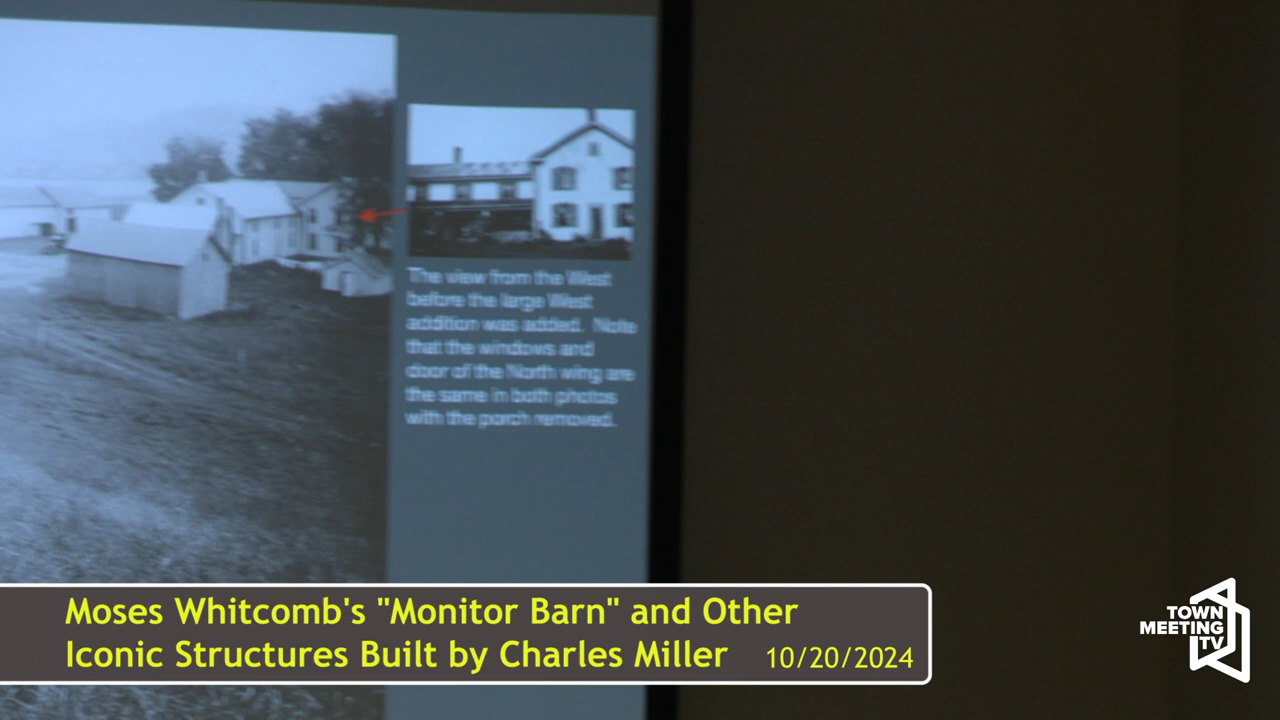 The view from the West
before the large West
addition was added. Note
that the windows and
door of the North wing are
the same in both photos
with the porch removed.
Moses Whitcomb's "Monitor Barn" and Other
Iconic Structures Built by Charles Miller 10/20/2024
TOWN
MEETING
TV